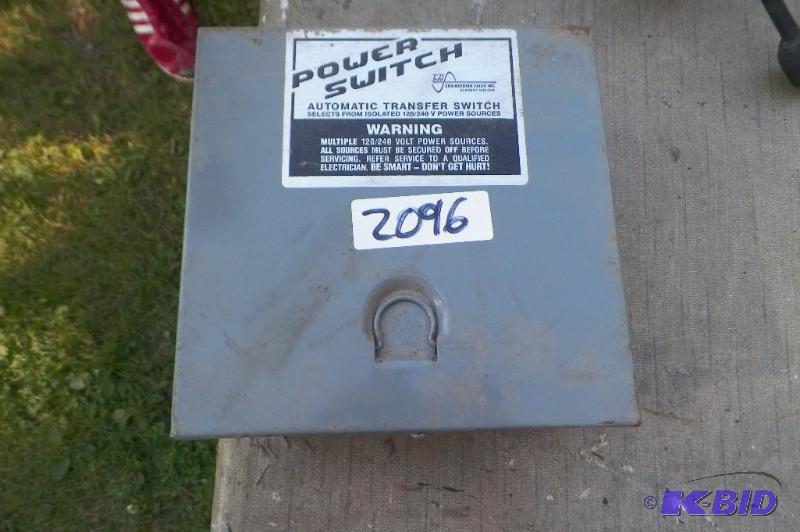 POWER
SWITCH
AUTOMATIC TRANSFER SWITCH
SELECTS FROM ISOLATED 120/240 V POWER SOURCES
WARNING
MULTIPLE 120/240 VOLT POWER SOURCES.
ALL SOURCES MUST BE SECURED OFF BEFORE
SERVICING. REFER SERVICE TO A QUALIFIED
ELECTRICIAN. BE SMART - DON'T GET HURT!
2096
© K-BID